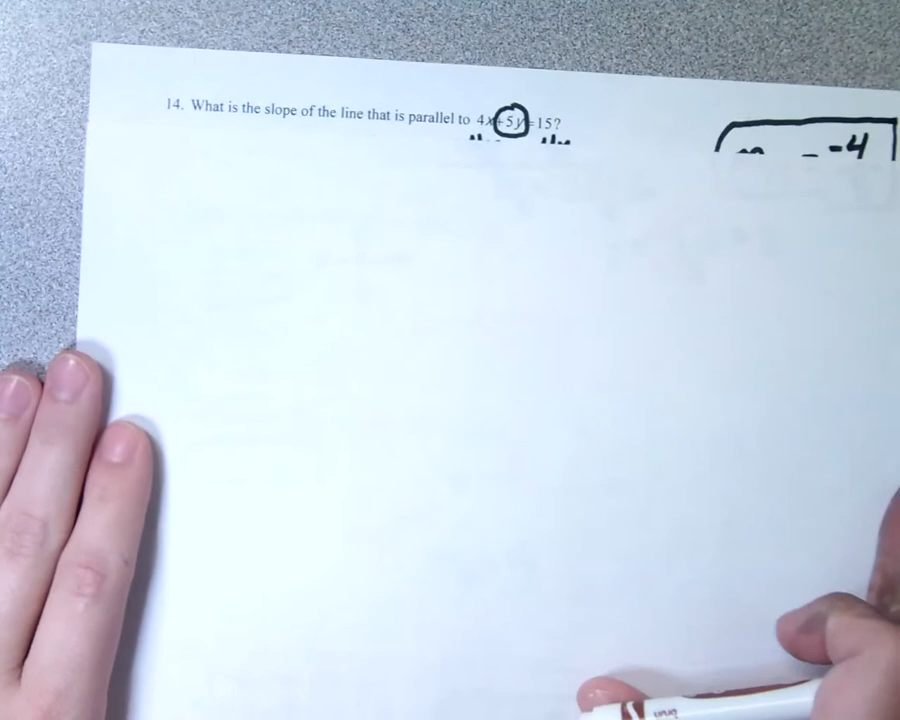 14. What is the slope of the line that is parallel to 4x+5y=15?
-4